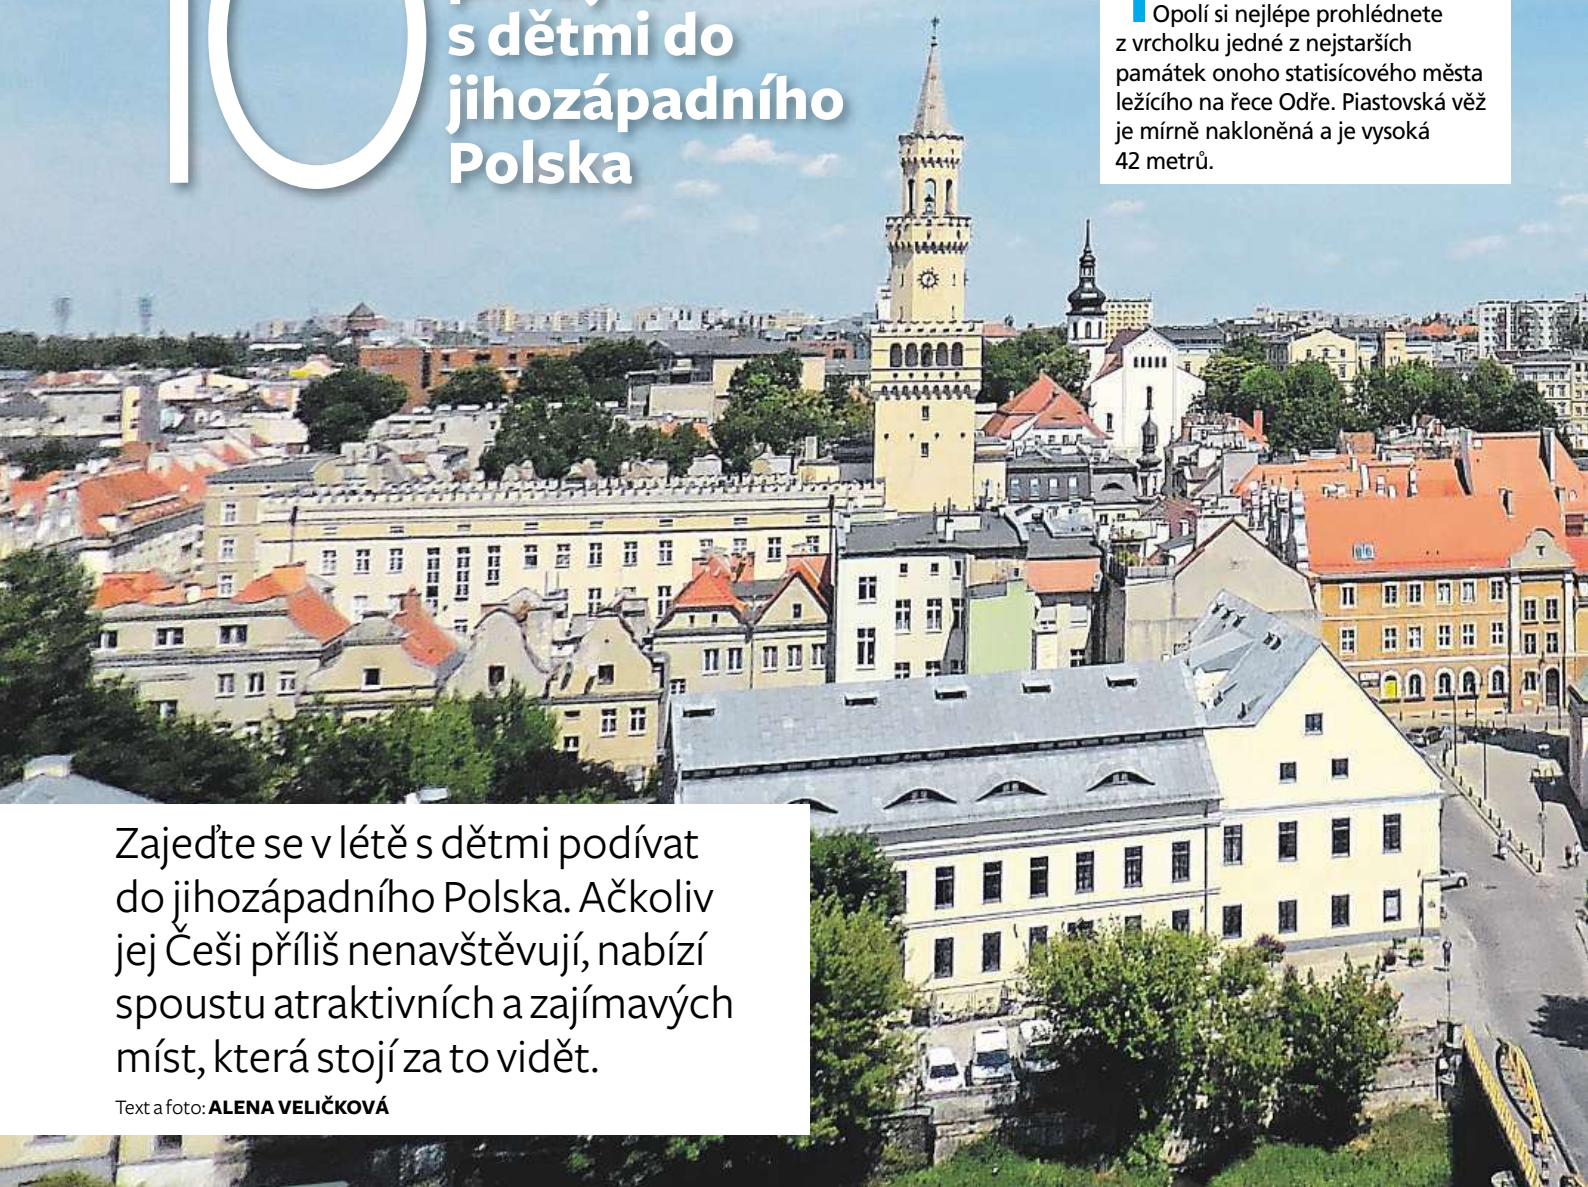 10
s dětmi do
jihozápadního
Polska
Opolí si nejlépe prohlédnete
z vrcholku jedné z nejstarších
památek onoho statisícového města
ležícího na řece Odře. Piastovská věž
je mírně nakloněná a je vysoká
42 metrů.
Zajeďte se v létě s dětmi podívat
do jihozápadního Polska. Ačkoliv
jej Češi příliš nenavštěvují, nabízí
spoustu atraktivních a zajímavých
míst, která stojí za to vidět.
Text a foto: ALENA VELIČKOVÁ